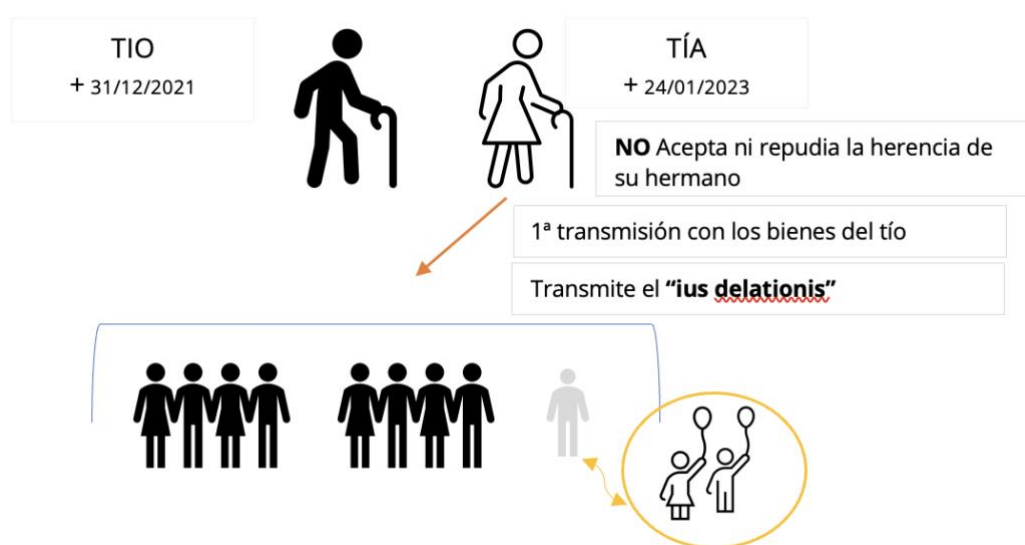 TIO
+ 31/12/2021
TÍA
+ 24/01/2023
NO Acepta ni repudia la herencia de
su hermano
1ª transmisión con los bienes del tío
Transmite el “ius delationis”